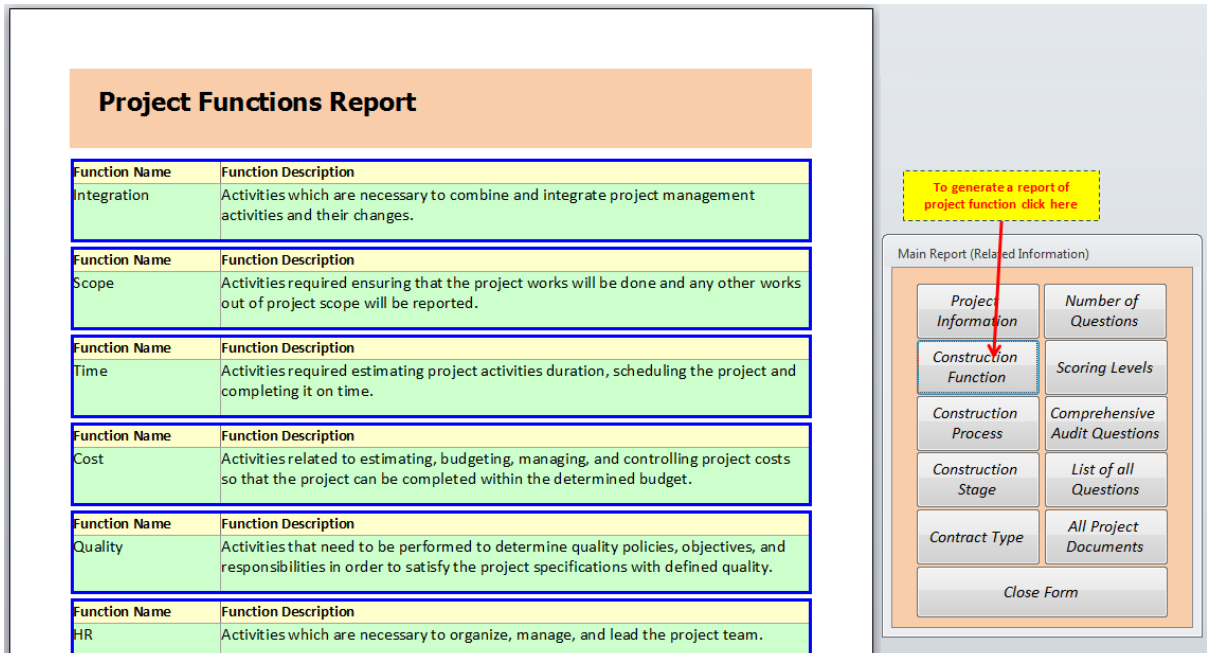 Project Functions Report
Function Name Function Description
Integration Activities which are necessary to combine and integrate project management
activities and their changes.
Function Name Function Description
Scope Activities required ensuring that the project works will be done and any other works
out of project scope will be reported.
Function Name Function Description
Time Activities required estimating project activities duration, scheduling the project and
completing it on time.
Function Name Function Description
Cost Activities related to estimating, budgeting, managing, and controlling project costs
so that the project can be completed within the determined budget.
Function Name Function Description
Quality Activities that need to be performed to determine quality policies, objectives, and
responsibilities in order to satisfy the project specifications with defined quality.
Function Name Function Description
HR Activities which are necessary to organize, manage, and lead the project team.
To generate a report of
project function click here
Main Report (Related Information)
Project
Information
Number of
Questions
Construction
Function
Scoring Levels
Construction
Process
Comprehensive
Audit Questions
Construction
Stage
List of all
Questions
Contract Type
All Project
Documents
Close Form